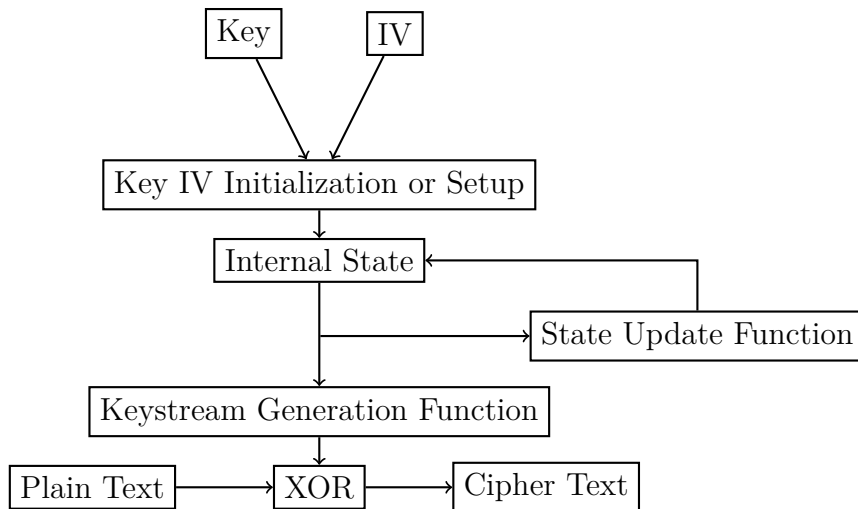 Key
IV
Key IV Initialization or Setup
Internal State
State Update Function
Keystream Generation Function
Plain Text
XOR
Cipher Text